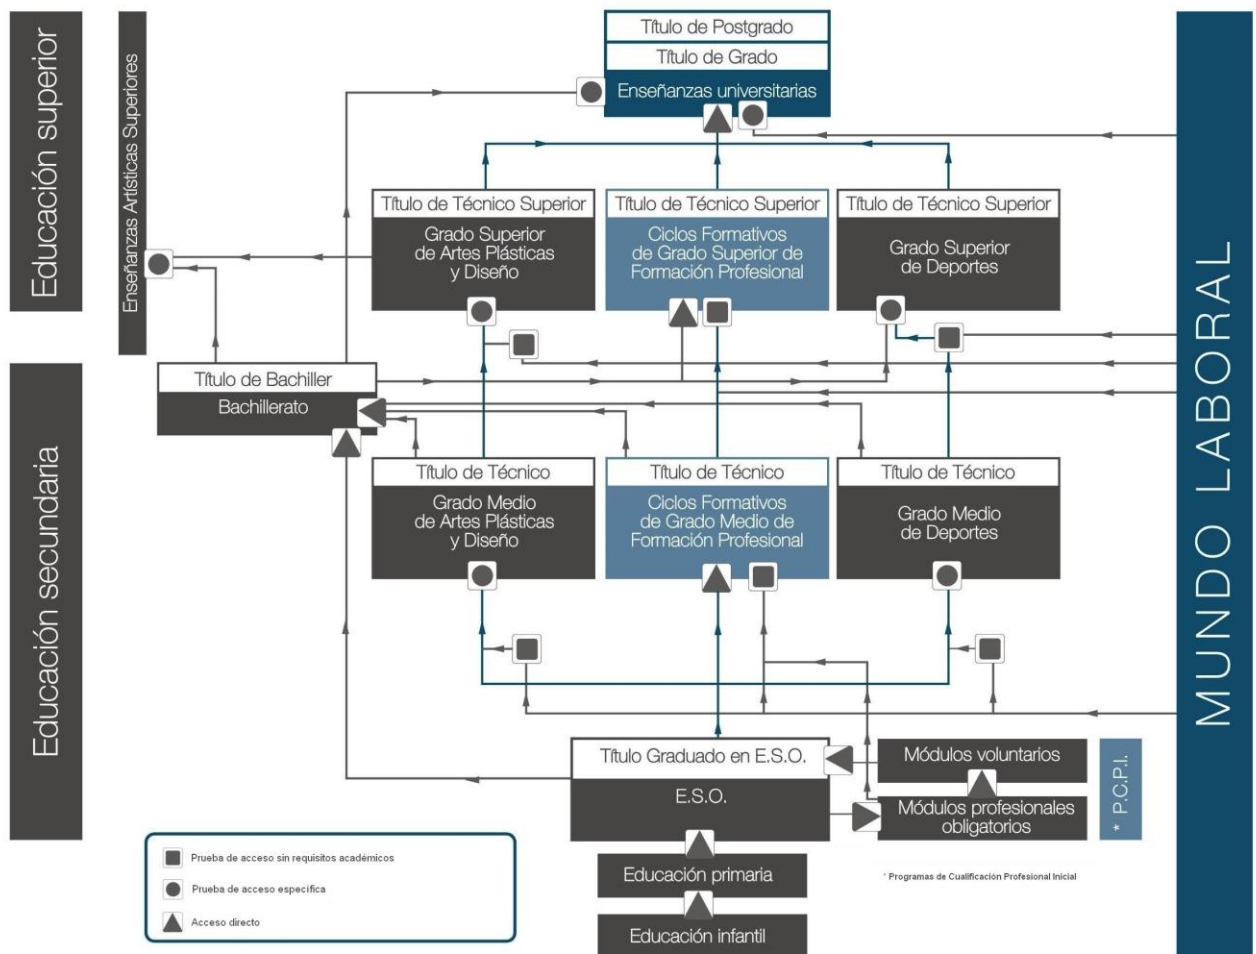 Educación superior
Enseñanzas Artísticas Superiores
Título de Postgrado
Título de Grado
Enseñanzas universitarias
Título de Técnico Superior
Grado Superior
de Artes Plásticas
y Diseño
Título de Técnico Superior
Ciclos Formativos
de Grado Superior de
Formación Profesional
Título de Técnico Superior
Grado Superior
de Deportes
MUNDO LABORAL
Educación secundaria
Título de Bachiller
Bachillerato
Título de Técnico
Grado Medio
de Artes Plásticas
y Diseño
Título de Técnico
Ciclos Formativos
de Grado Medio de
Formación Profesional
Título de Técnico
Grado Medio
de Deportes
Título Graduado en E.S.O.
E.S.O.
Módulos voluntarios
Módulos profesionales
obligatorios
* P.C.P.I.
Educación primaria
Educación infantil
* Programas de Cualificación Profesional Inicial
Prueba de acceso sin requisitos académicos
Prueba de acceso específica
Acceso directo